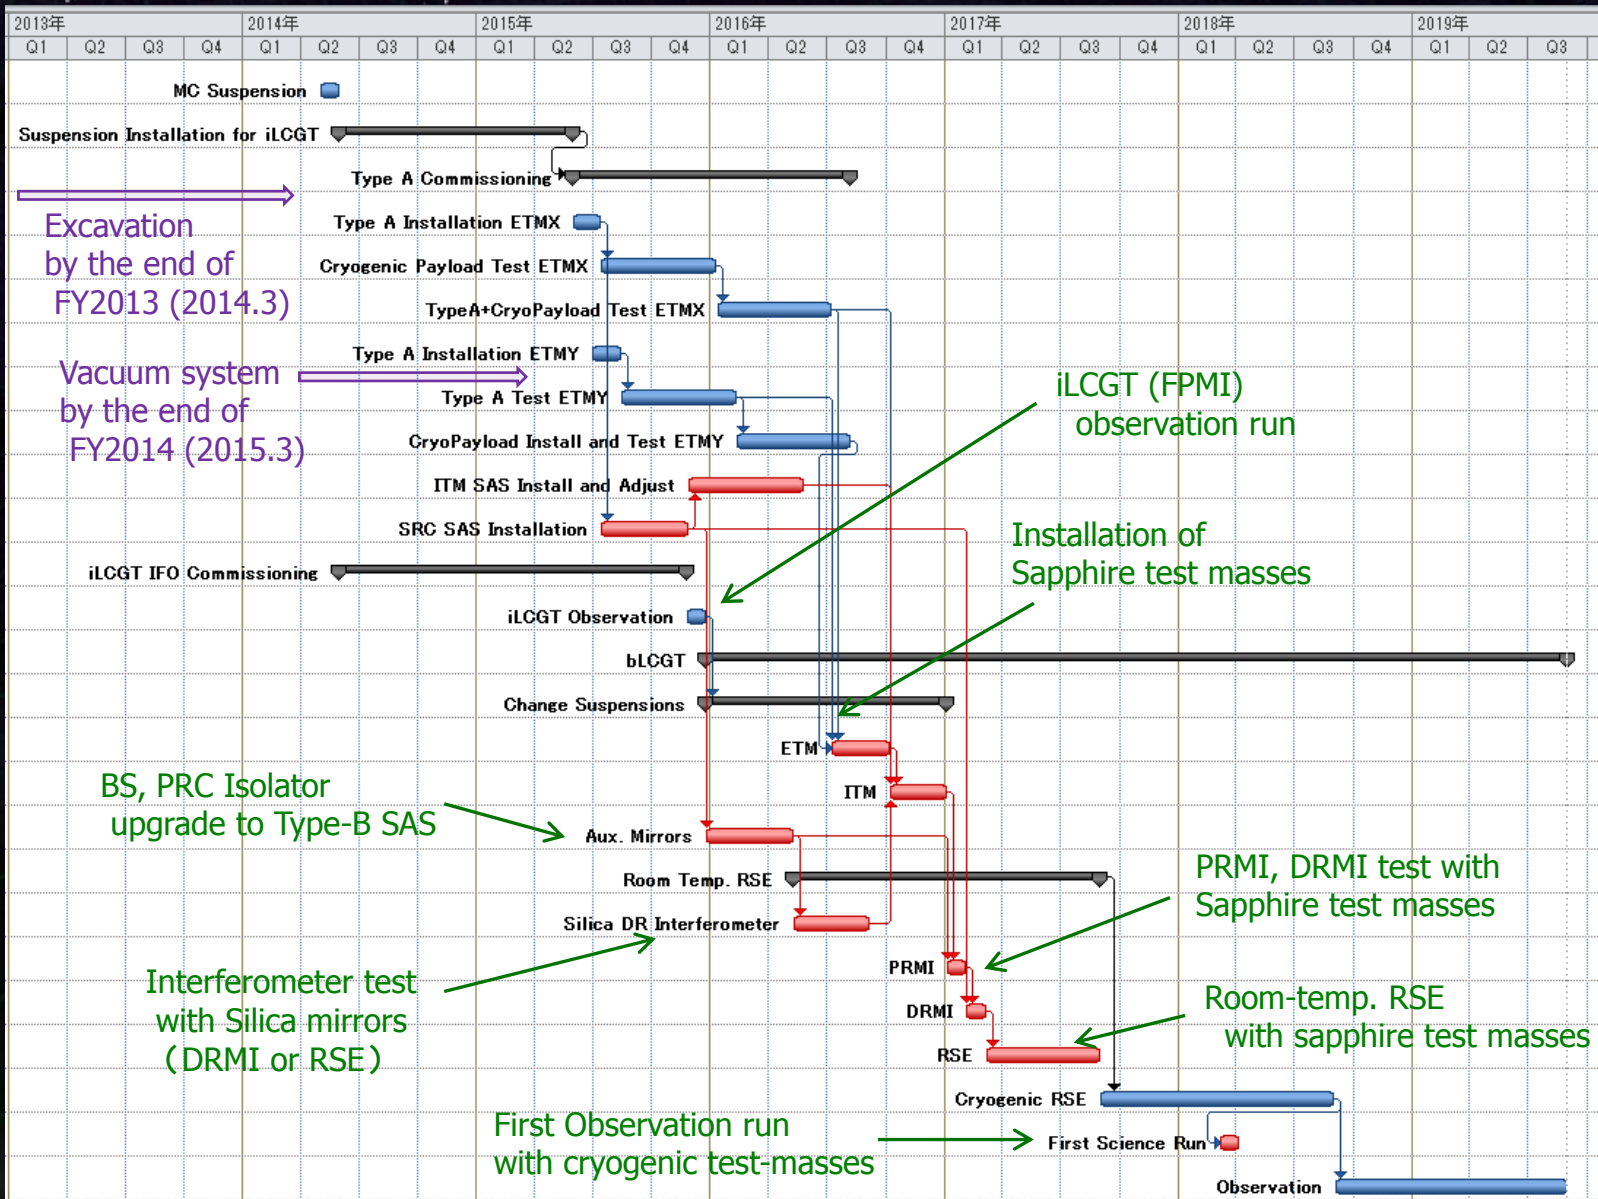 2013年 2014年 2015年 2016年 2017年 2018年 2019年
Q1 Q2 Q3 Q4 Q1 Q2 Q3 Q4 Q1 Q2 Q3 Q4 Q1 Q2 Q3 Q4 Q1 Q2 Q3 Q4 Q1 Q2 Q3 Q4 Q1 Q2 Q3
MC Suspension
Suspension Installation for iLCGT
Type A Commissioning
Excavation
by the end of
FY2013 (2014.3)
Type A Installation ETMX
Cryogenic Payload Test ETMX
TypeA+CryoPayload Test ETMX
Type A Installation ETMY
Vacuum system
by the end of
FY2014 (2015.3)
Type A Test ETMY
CryoPayload Install and Test ETMY
iLCGT (FPMI)
observation run
ITM SAS Install and Adjust
SRC SAS Installation
Installation of
Sapphire test masses
iLCGT IFO Commissioning
iLCGT Observation
bLCGT
Change Suspensions
ETM
ITM
BS, PRC Isolator
upgrade to Type-B SAS
Aux. Mirrors
Room Temp. RSE
PRMI, DRMI test with
Sapphire test masses
Silica DR Interferometer
PRMI
Interferometer test
with Silica mirrors
（DRMI or RSE）
DRMI
Room-temp. RSE
with sapphire test masses
RSE
Cryogenic RSE
First Observation run
with cryogenic test-masses
First Science Run
Observation